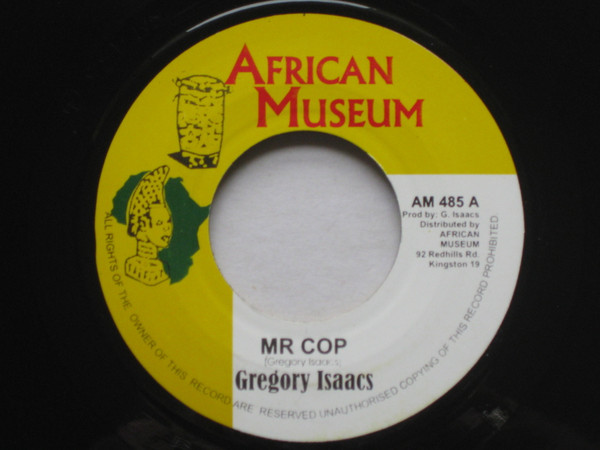 AFRICAN
MUSEUM
AM 485 A
Prod by: G. Isaacs
Distributed by
AFRICAN
MUSEUM
92 Redhills Rd.
Kingston 19
MR COP
(Gregory Isaacs)
Gregory Isaacs
ALL RIGHTS OF THE OWNER OF THIS RECORD ARE RESERVED UNAUTHORISED COPYING OF THIS RECORD PROHIBITED